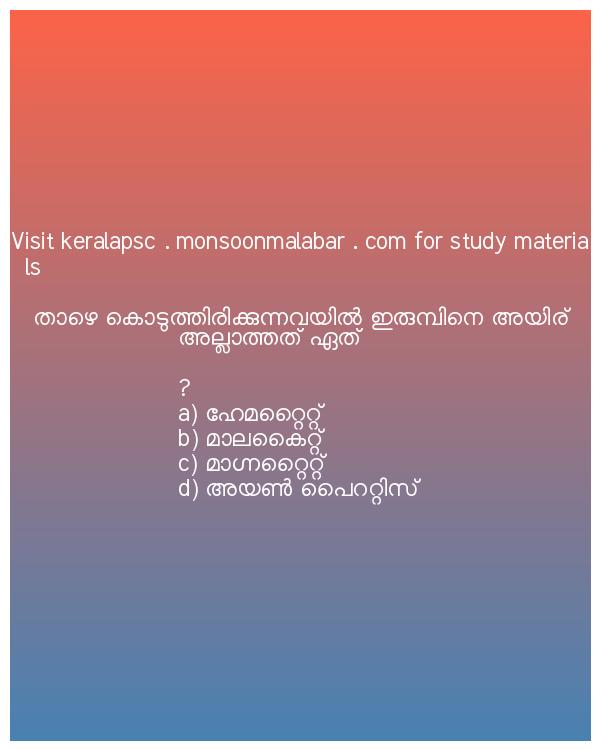 Visit keralapsc . monsoonmalabar . com for study materia
ls
താഴെ കൊടുത്തിരിക്കുന്നവയിൽ ഇരുമ്പിനെ അയിര്
അല്ലാത്തത് ഏത്
?
a) ഹേമറ്റൈറ്റ്
b) മാലകൈറ്റ്
c) മാഗ്നറ്റൈറ്റ്
d) അയൺ പൈററ്റിസ്